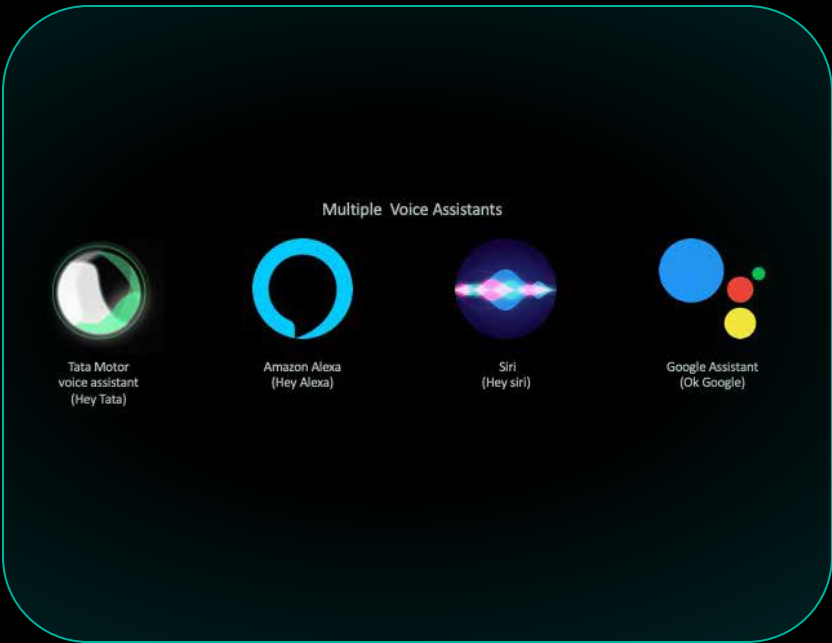 Multiple Voice Assistants
Tata Motor
voice assistant
(Hey Tata)
Amazon Alexa
(Hey Alexa)
Siri
(Hey siri)
Google Assistant
(Ok Google)